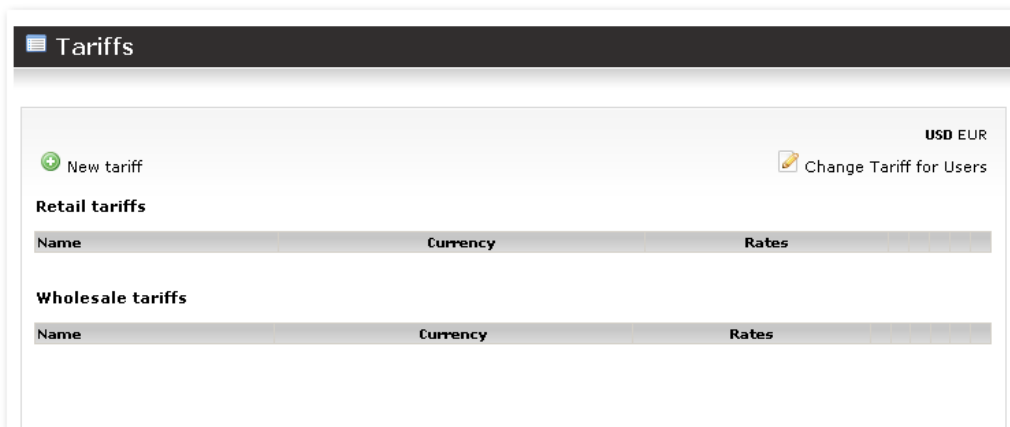 Tariffs
USD EUR
New tariff Change Tariff for Users
Retail tariffs
Name Currency Rates
Wholesale tariffs
Name Currency Rates